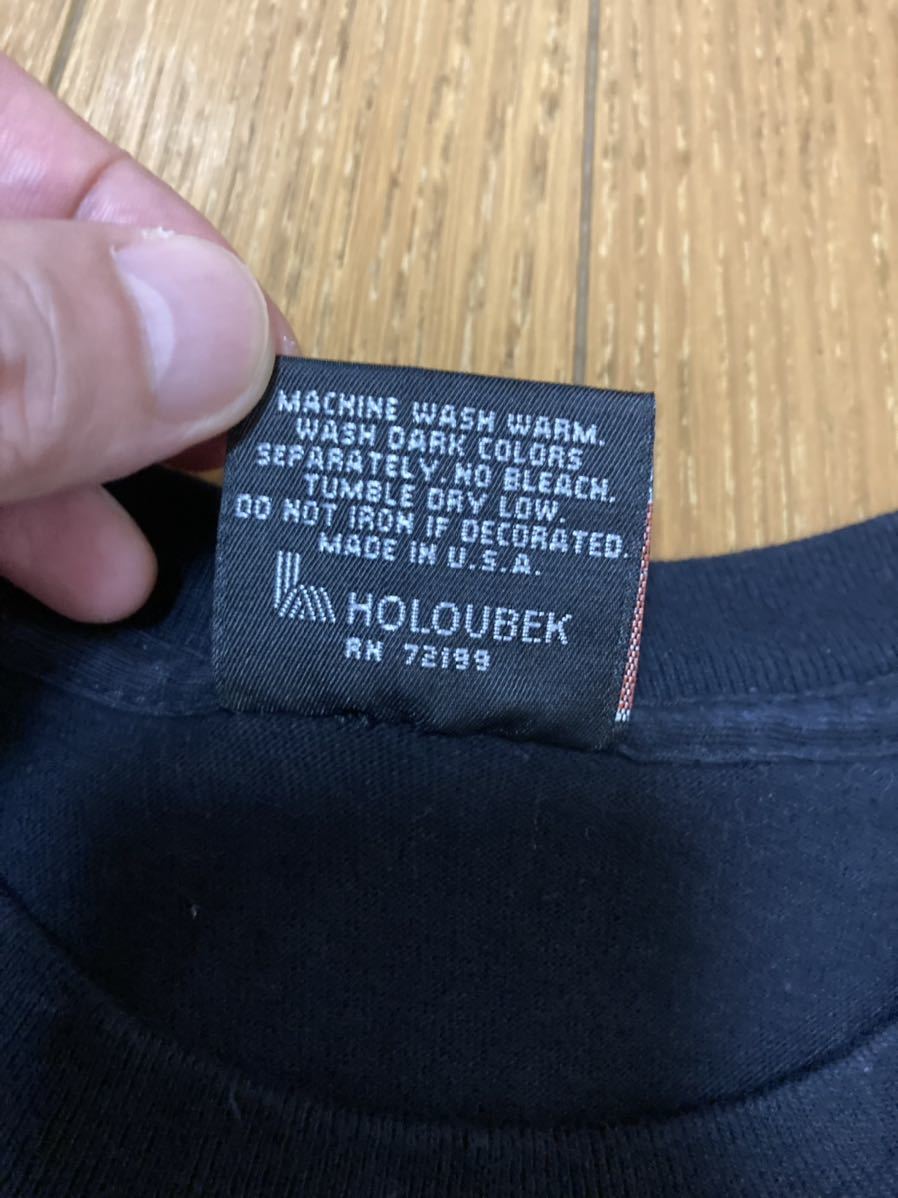 MACHINE WASH WARM.
WASH DARK COLORS
SEPARATELY. NO BLEACH.
TUMBLE DRY LOW.
DO NOT IRON IF DECORATED.
MADE IN U.S.A.
HOLOUBEK
RN 72199